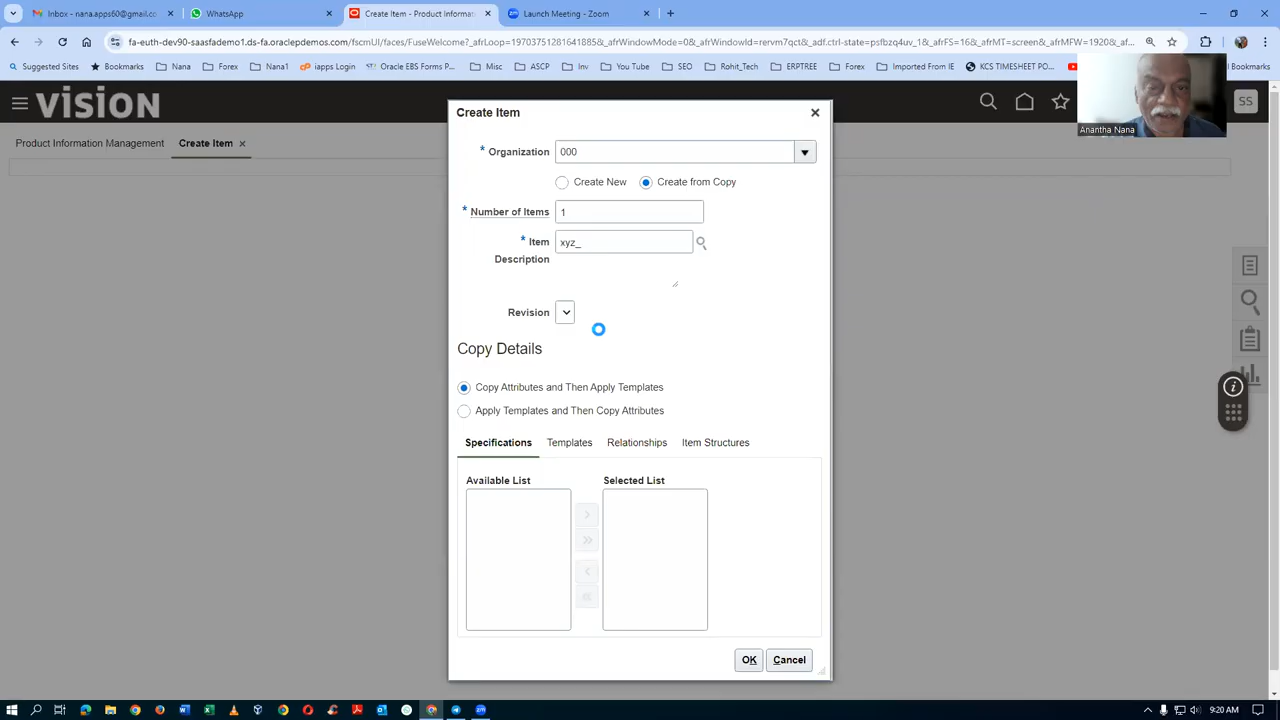 Inbox - nana.apps60@gmail.co
WhatsApp
Create Item - Product Informat
Launch Meeting - Zoom
fa-euth-dev90-saasfademo1.ds-fa.oraclepdemos.com/fscmUI/faces/FuseWelcome?_afrLoop=19703751281641885&_afrWindowMode=0&_afrWindowId=rervm7qct&_adf.ctrl-state=psfbzq4uv_1&_afrFS=16&_afrMT=screen&_afrMFW=1920&_afr...
Suggested Sites
Bookmarks
Nana
Forex
Nana1
iapps Login
Oracle EBS Forms P...
Misc
ASCP
Inv
You Tube
SEO
Rohit_Tech
ERPTREE
Forex
Imported From IE
KCS TIMESHEET PO...
Bookmarks
VISION
SS
Anantha Nana
Product Information Management
Create Item
Create Item
* Organization
000
Create New
Create from Copy
* Number of Items
1
* Item
xyz_
Description
Revision
Copy Details
Copy Attributes and Then Apply Templates
Apply Templates and Then Copy Attributes
Specifications
Templates
Relationships
Item Structures
Available List
Selected List
OK
Cancel
9:20 AM